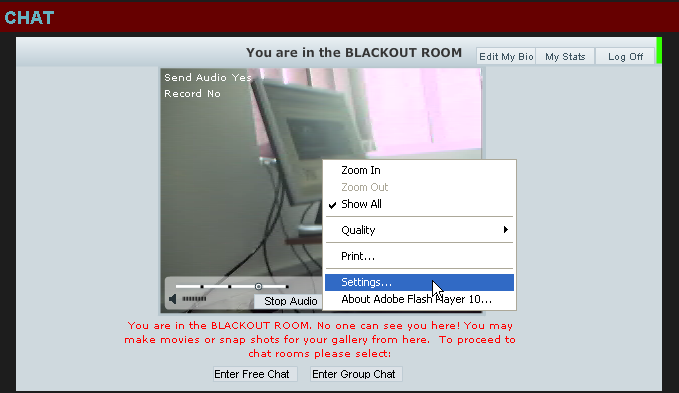 CHAT
You are in the BLACKOUT ROOM
Edit My Bio
My Stats
Log Off
Send Audio Yes
Record No
Zoom In
Zoom Out
Show All
Quality
Print...
Settings...
About Adobe Flash Player 10...
Stop Audio
You are in the BLACKOUT ROOM. No one can see you here! You may
make movies or snap shots for your gallery from here. To proceed to
chat rooms please select:
Enter Free Chat
Enter Group Chat